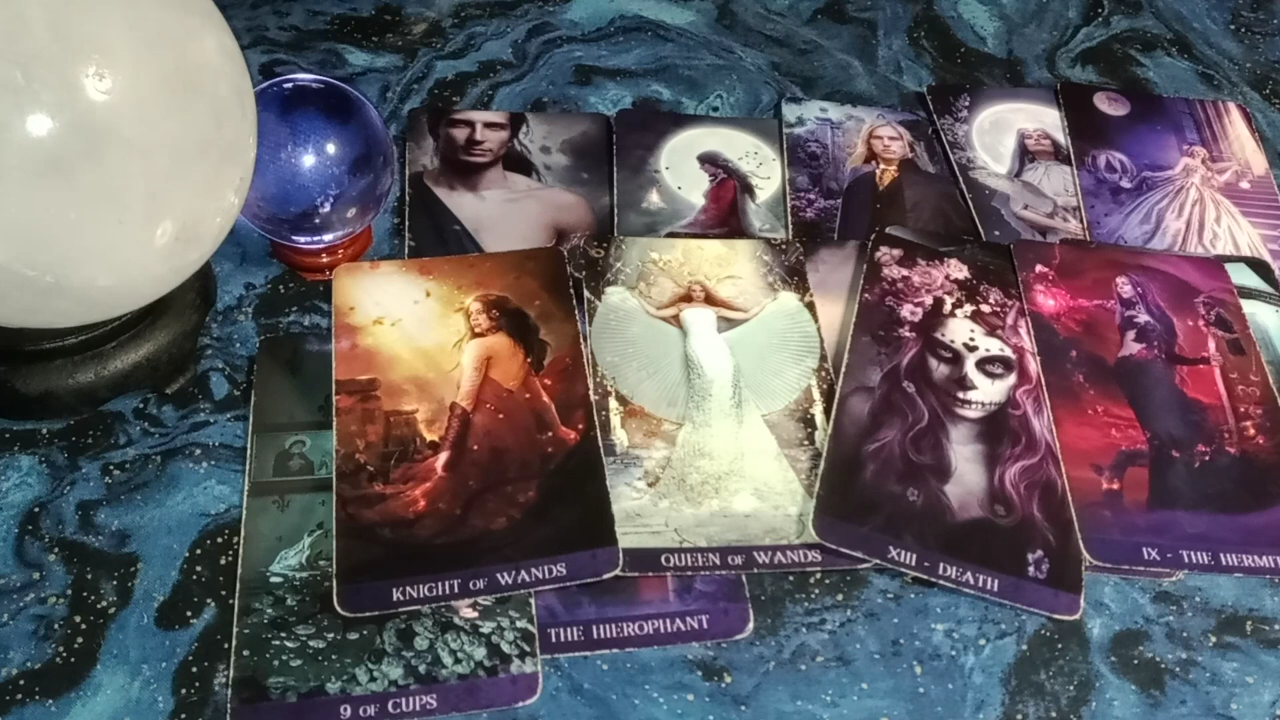 KNIGHT OF WANDS
QUEEN OF WANDS
XIII - DEATH
IX - THE HERMIT
THE HIEROPHANT
9 OF CUPS